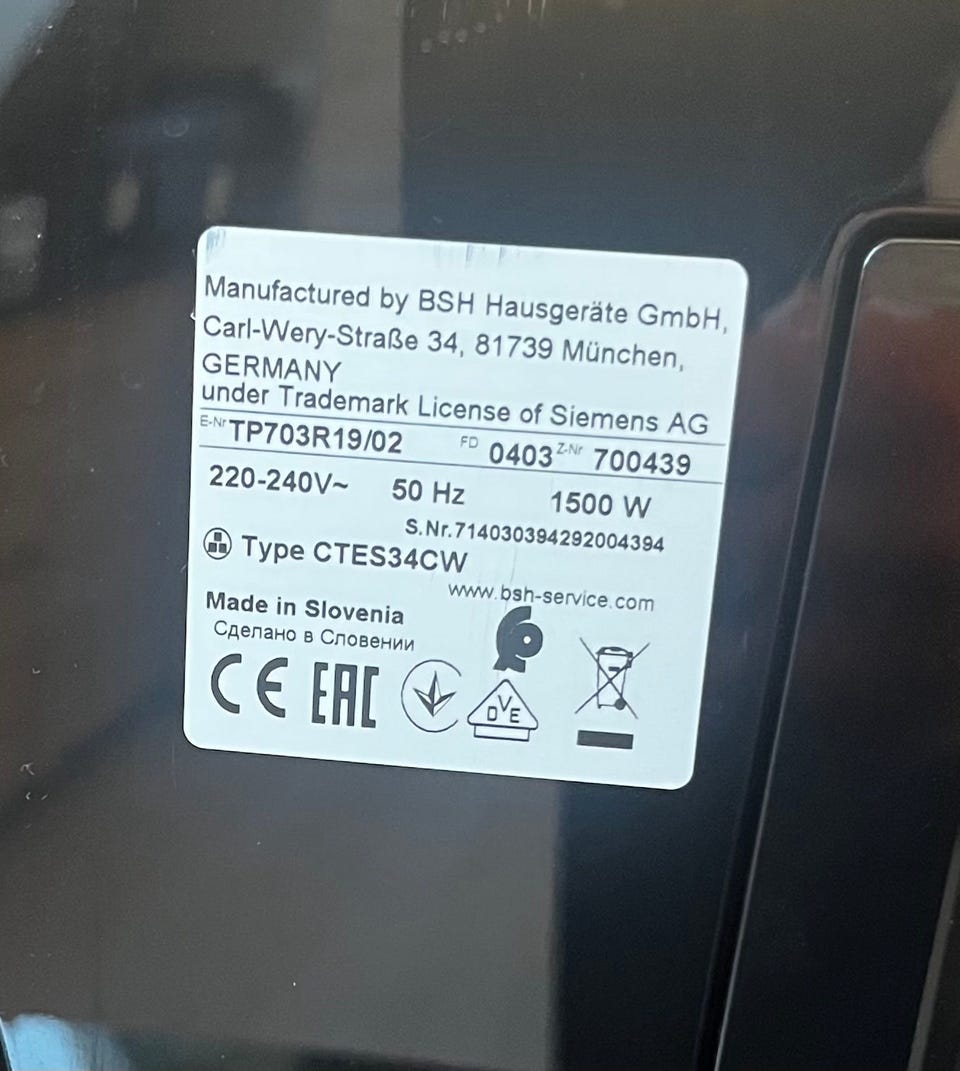 Manufactured by BSH Hausgeräte GmbH,
Carl-Wery-Straße 34, 81739 München,
GERMANY
under Trademark License of Siemens AG
E-Nr TP703R19/02 FD 0403 Z-Nr 700439
220-240V~ 50 Hz 1500 W
S.Nr.714030394292004394
Type CTES34CW
www.bsh-service.com
Made in Slovenia
Сделано в Словении
CE EAC DVE